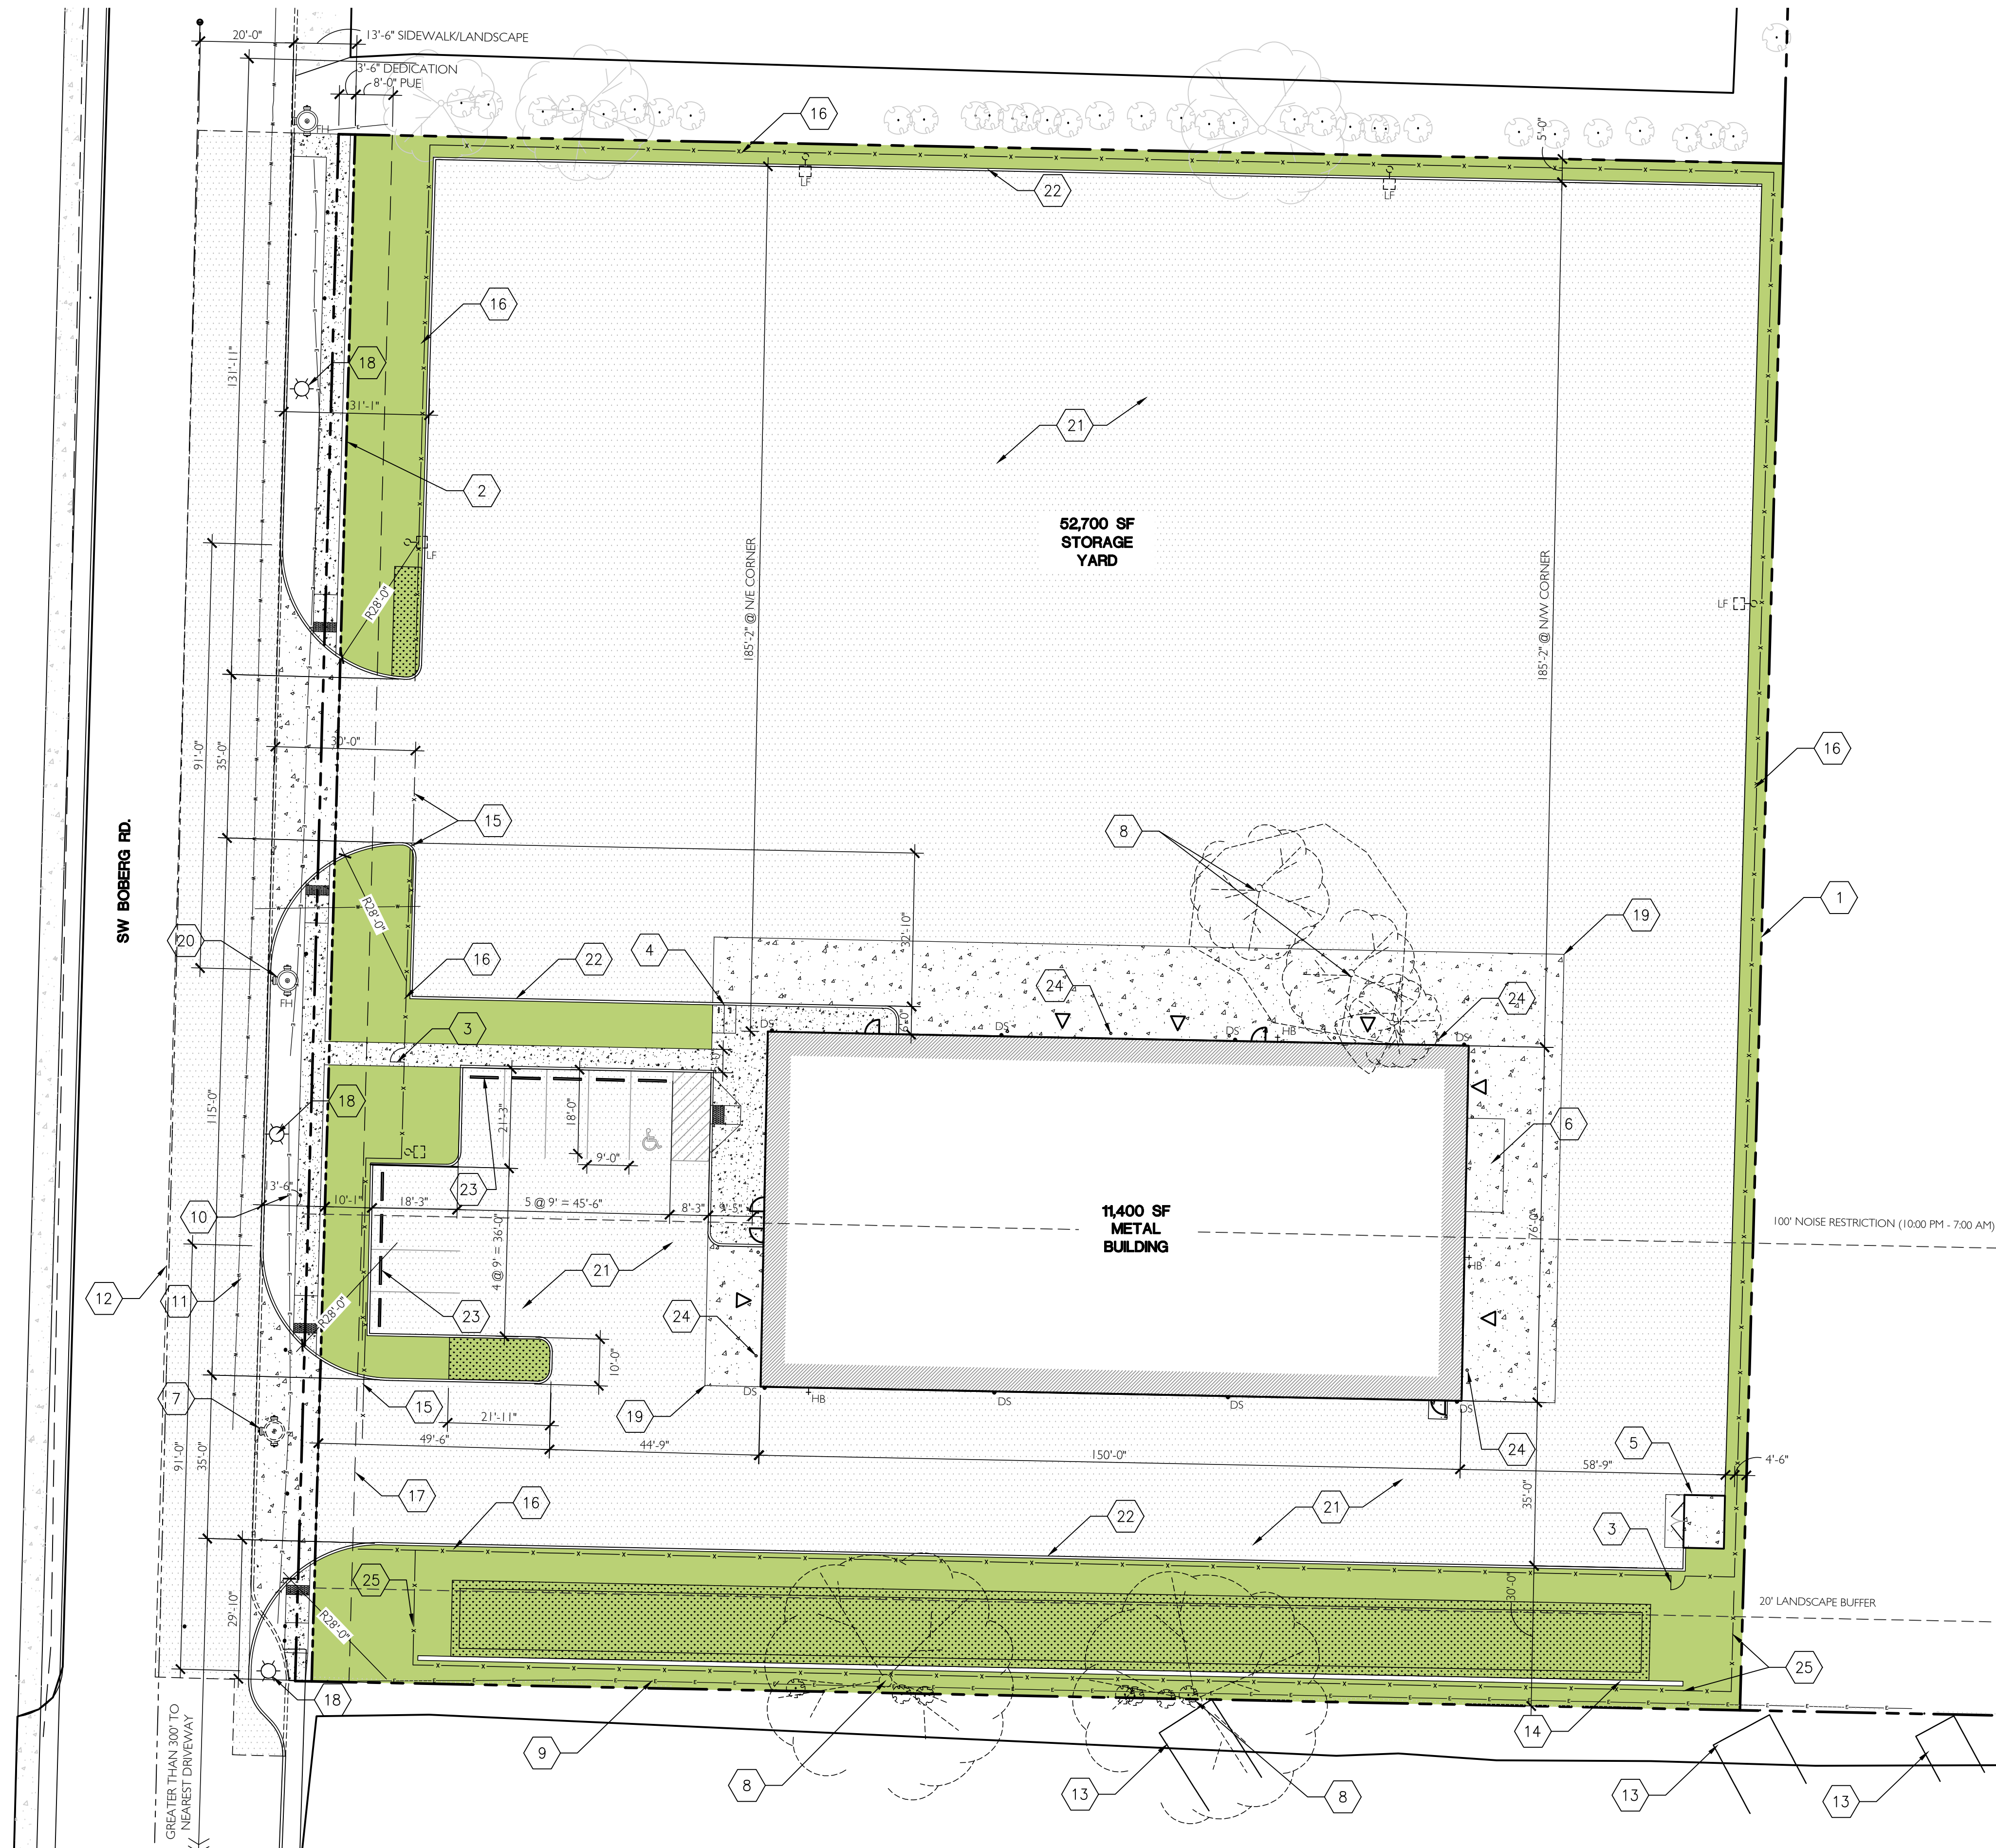 20'-0"
13'-6" SIDEWALK/LANDSCAPE
3'-6" DEDICATION
8'-0" PUE
FH
16
LF
22
LF
5'-0"
131'-11"
16
18
31'-1"
21
2
52,700 SF
STORAGE
YARD
LF
R28'-0"
185'-2" @ N/E CORNER
185'-2" @ N/W CORNER
LF
16
91'-0"
35'-0"
30'-0"
15
8
SW BOBERG RD.
R28'-0"
32'-10"
1
19
20
16
22
4
24
24
FH
3
DS
DS
DS
HB
DS
6'-0"
18
115'-0"
21'-3"
18'-0"
9'-0"
6
23
13'-6"
10'-1"
18'-3"
5 @ 9' = 45'-6"
8'-3"
9'-5"
10
11,400 SF
METAL
BUILDING
76'-0"
100' NOISE RESTRICTION (10:00 PM - 7:00 AM)
4 @ 9' = 36'-0"
21
HB
12
11
R28'-0"
23
24
10'-0"
7
15
19
DS
HB
DS
DS
DS
21'-11"
49'-6"
44'-9"
150'-0"
24
5
58'-9"
4'-6"
91'-0"
35'-0"
17
16
22
21
35'-0"
3
25
29'-10"
R28'-0"
30'-0"
20' LANDSCAPE BUFFER
25
18
GREATER THAN 300' TO
NEAREST DRIVEWAY
9
8
13
8
14
13
13